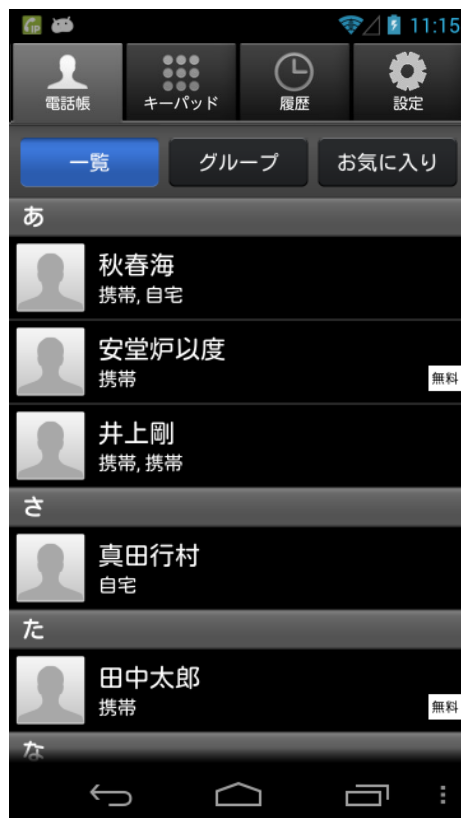 11:15
電話帳 キーパッド 履歴 設定
一覧 グループ お気に入り
あ
秋春海
携帯, 自宅
安堂炉以度
携帯
無料
井上剛
携帯, 携帯
さ
真田行村
自宅
た
田中太郎
携帯
無料
な